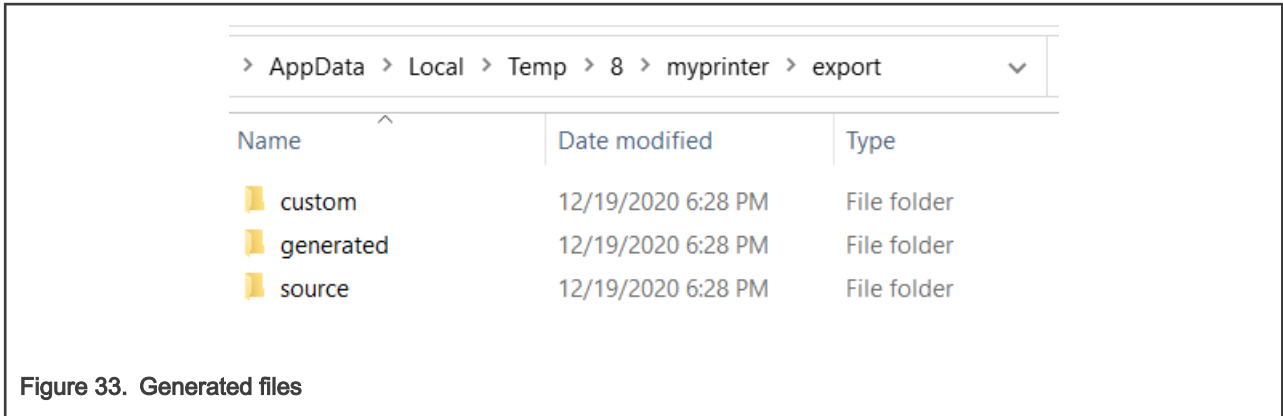 > AppData > Local > Temp > 8 > myprinter > export
Name Date modified Type
custom 12/19/2020 6:28 PM File folder
generated 12/19/2020 6:28 PM File folder
source 12/19/2020 6:28 PM File folder
Figure 33. Generated files